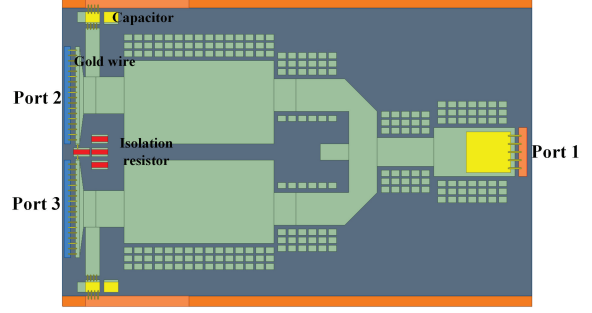 Capacitor
Gold wire
Port 2
Isolation
resistor
Port 1
Port 3